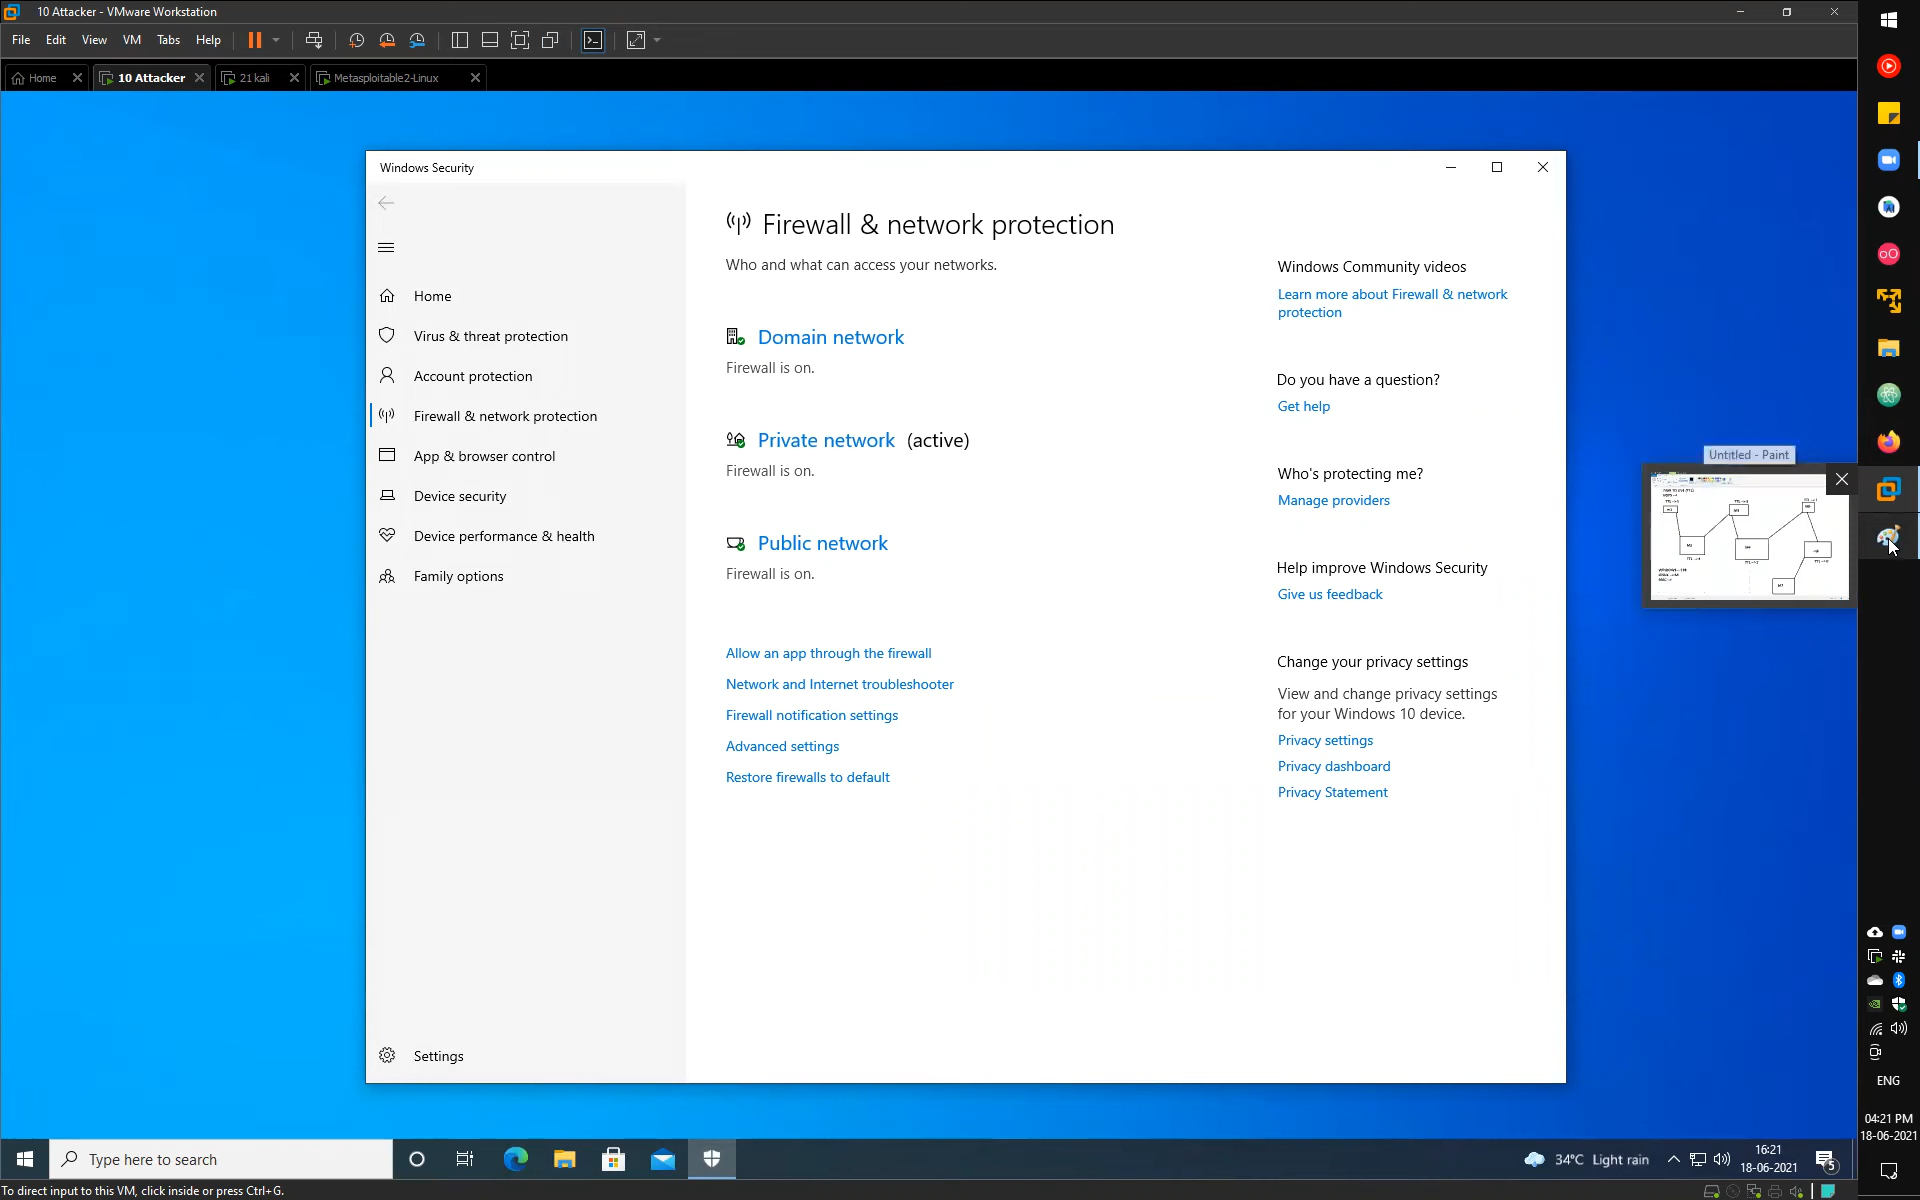 10 Attacker - VMware Workstation
File Edit View VM Tabs Help
Home 10 Attacker 21 kali Metasploitable2-Linux
Windows Security
Firewall & network protection
Who and what can access your networks.
Home
Virus & threat protection
Account protection
Firewall & network protection
App & browser control
Device security
Device performance & health
Family options
Settings
Domain network
Firewall is on.
Private network (active)
Firewall is on.
Public network
Firewall is on.
Allow an app through the firewall
Network and Internet troubleshooter
Firewall notification settings
Advanced settings
Restore firewalls to default
Windows Community videos
Learn more about Firewall & network
protection
Do you have a question?
Get help
Who's protecting me?
Manage providers
Help improve Windows Security
Give us feedback
Change your privacy settings
View and change privacy settings
for your Windows 10 device.
Privacy settings
Privacy dashboard
Privacy Statement
Untitled - Paint
ENG
04:21 PM
18-06-2021
Type here to search
34°C Light rain
16:21
18-06-2021
5
To direct input to this VM, click inside or press Ctrl+G.